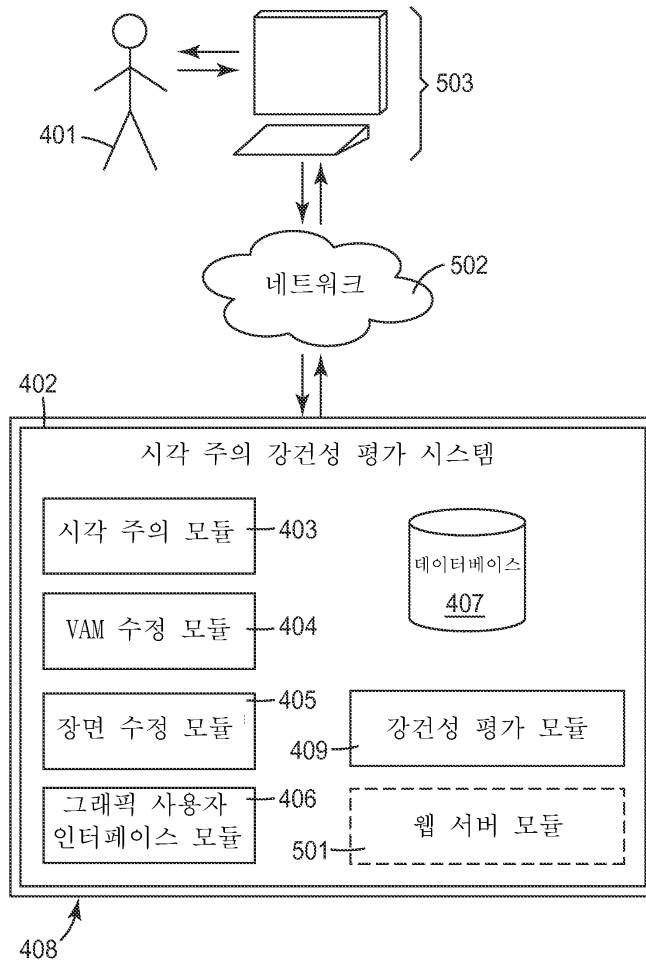 401
503
네트워크
502
402
시각 주의 강건성 평가 시스템
시각 주의 모듈
403
데이터베이스
407
VAM 수정 모듈
404
장면 수정 모듈
405
강건성 평가 모듈
409
그래픽 사용자
인터페이스 모듈
406
웹 서버 모듈
501
408